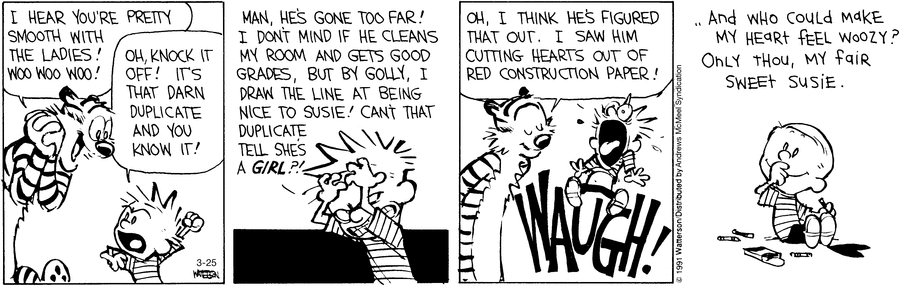 I HEAR YOU'RE PRETTY
SMOOTH WITH
THE LADIES!
WOO WOO WOO!
OH, KNOCK IT
OFF! IT'S
THAT DARN
DUPLICATE
AND YOU
KNOW IT!
3-25
WATTERSON
MAN, HE'S GONE TOO FAR!
I DON'T MIND IF HE CLEANS
MY ROOM AND GETS GOOD
GRADES, BUT BY GOLLY, I
DRAW THE LINE AT BEING
NICE TO SUSIE! CAN'T THAT
DUPLICATE
TELL SHE'S
A GIRL?!
OH, I THINK HE'S FIGURED
THAT OUT. I SAW HIM
CUTTING HEARTS OUT OF
RED CONSTRUCTION PAPER!
WAUGH!
© 1991 Watterson/Distributed by Andrews McMeel Syndication
..AND WHO COULD MAKE
MY HEART FEEL WOOZY?
ONLY THOU, MY FAIR
SWEET SUSIE.